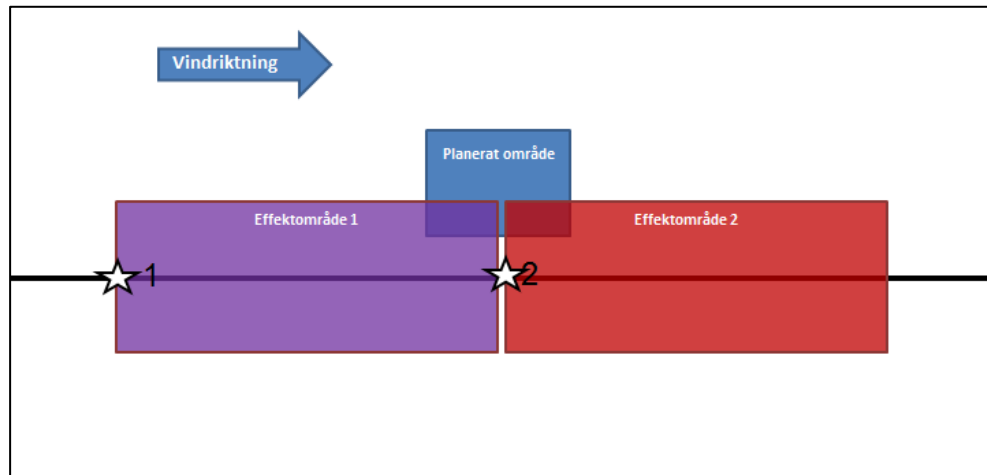 Vindriktning
Planerat område
Effektområde 1
Effektområde 2
1
2